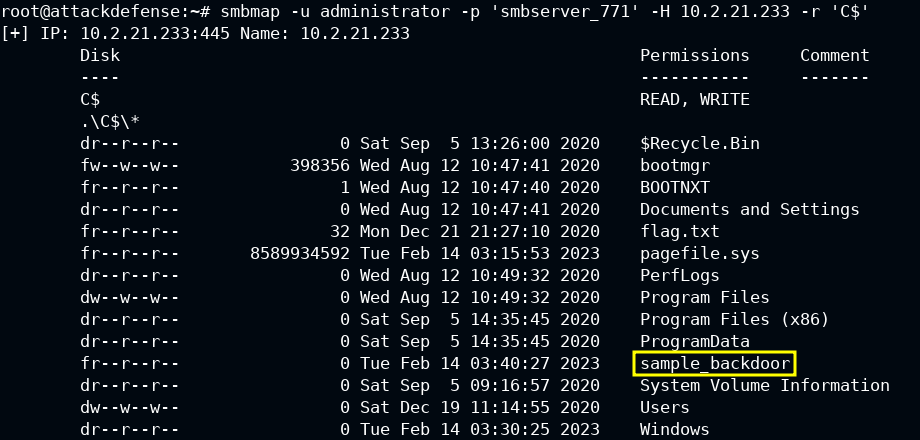 root@attackdefense:~# smbmap -u administrator -p 'smbserver_771' -H 10.2.21.233 -r 'C$'
[+] IP: 10.2.21.233:445 Name: 10.2.21.233
Disk Permissions Comment
---- ----------- -------
C$ READ, WRITE
.\C$\*
dr--r--r-- 0 Sat Sep 5 13:26:00 2020 $Recycle.Bin
fw--w--w-- 398356 Wed Aug 12 10:47:41 2020 bootmgr
fr--r--r-- 1 Wed Aug 12 10:47:40 2020 BOOTNXT
dr--r--r-- 0 Wed Aug 12 10:47:41 2020 Documents and Settings
fr--r--r-- 32 Mon Dec 21 21:27:10 2020 flag.txt
fr--r--r-- 8589934592 Tue Feb 14 03:15:53 2023 pagefile.sys
dr--r--r-- 0 Wed Aug 12 10:49:32 2020 PerfLogs
dw--w--w-- 0 Wed Aug 12 10:49:32 2020 Program Files
dr--r--r-- 0 Sat Sep 5 14:35:45 2020 Program Files (x86)
dr--r--r-- 0 Sat Sep 5 14:35:45 2020 ProgramData
fr--r--r-- 0 Tue Feb 14 03:40:27 2023 sample_backdoor
dr--r--r-- 0 Sat Sep 5 09:16:57 2020 System Volume Information
dw--w--w-- 0 Sat Dec 19 11:14:55 2020 Users
dr--r--r-- 0 Tue Feb 14 03:30:25 2023 Windows